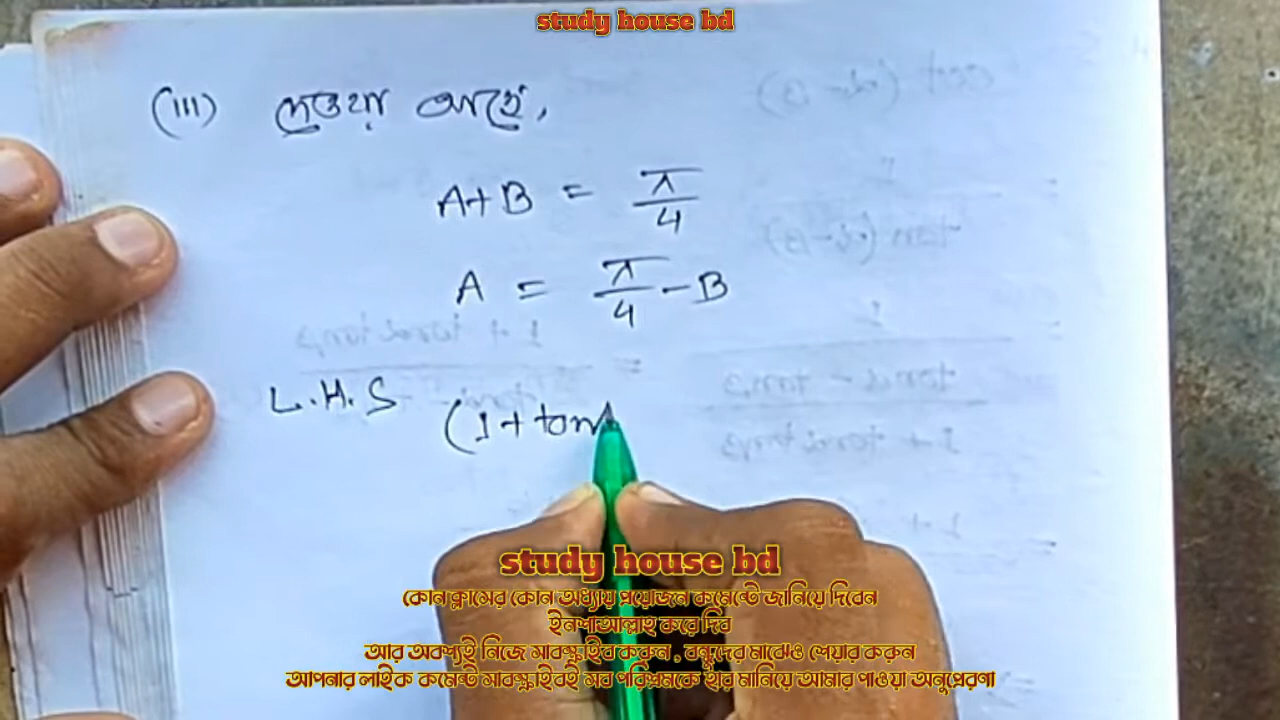 study house bd
(iii) দেওয়া আছে,
A+B = π/4
A = π/4 - B
L.H.S (1+tanA
study house bd
কোন ক্লাসের কোন অধ্যায় প্রয়োজন কমেন্টে জানিয়ে দিবেন
ইনশাআল্লাহ করে দিব
আর অবশ্যই নিজে সাবস্ক্রাইব করুন , বন্ধুদের মাঝেও শেয়ার করুন
আপনার লাইক কমেন্ট সাবস্ক্রাইবই সব পরিশ্রমকে হার মানিয়ে আমার পাওয়া অনুপ্রেরণা